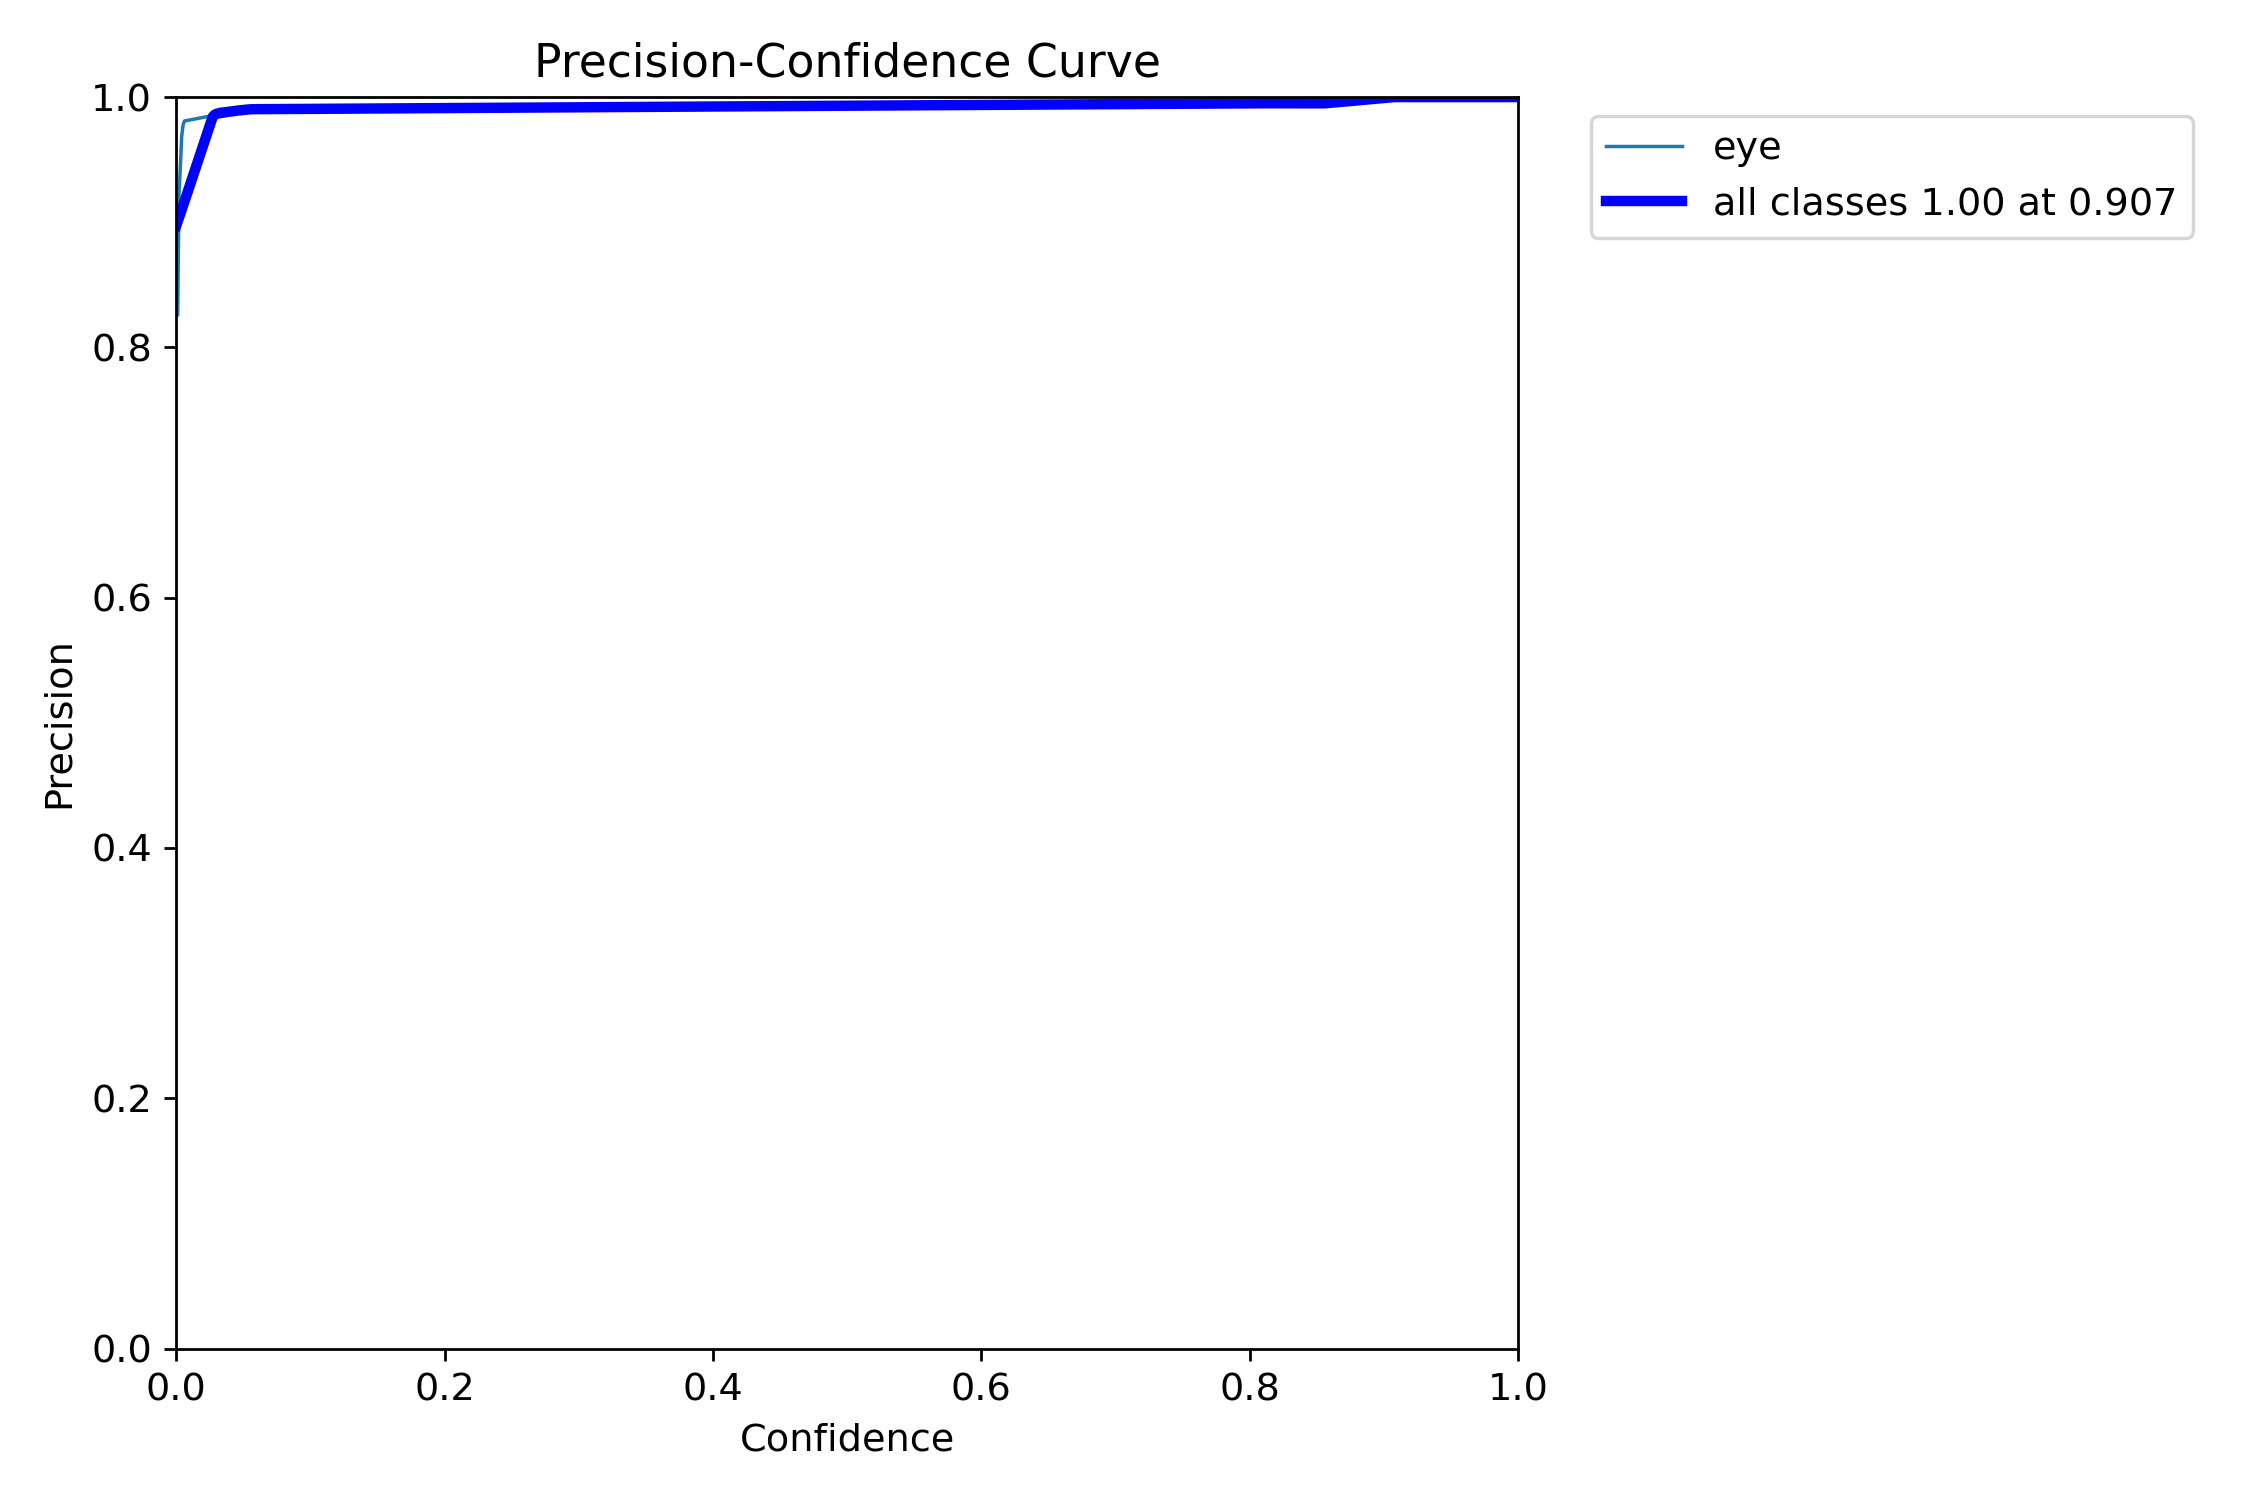 Precision-Confidence Curve
1.0
0.8
0.6
0.4
0.2
0.0
Precision
0.0 0.2 0.4 0.6 0.8 1.0
Confidence
eye
all classes 1.00 at 0.907